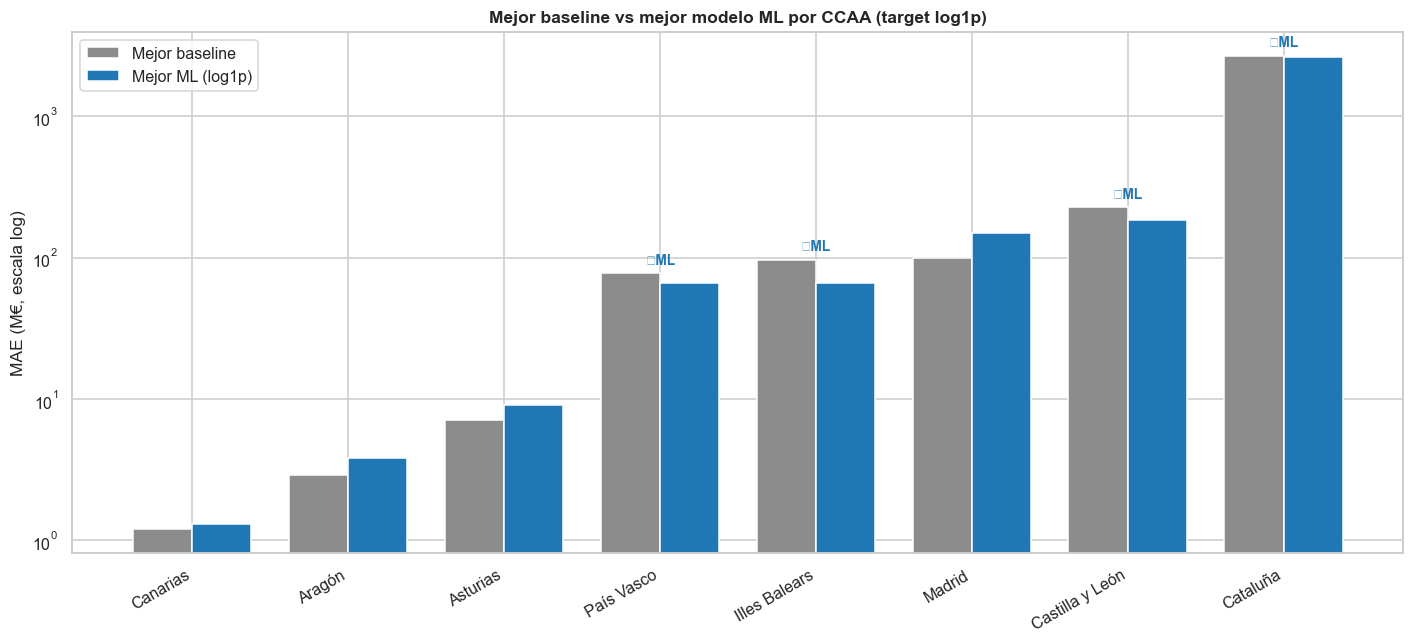 Mejor baseline vs mejor modelo ML por CCAA (target log1p)
Mejor baseline
Mejor ML (log1p)
MAE (M€, escala log)
10³
10²
10¹
10⁰
□ML
□ML
□ML
□ML
Canarias
Aragón
Asturias
País Vasco
Illes Balears
Madrid
Castilla y León
Cataluña